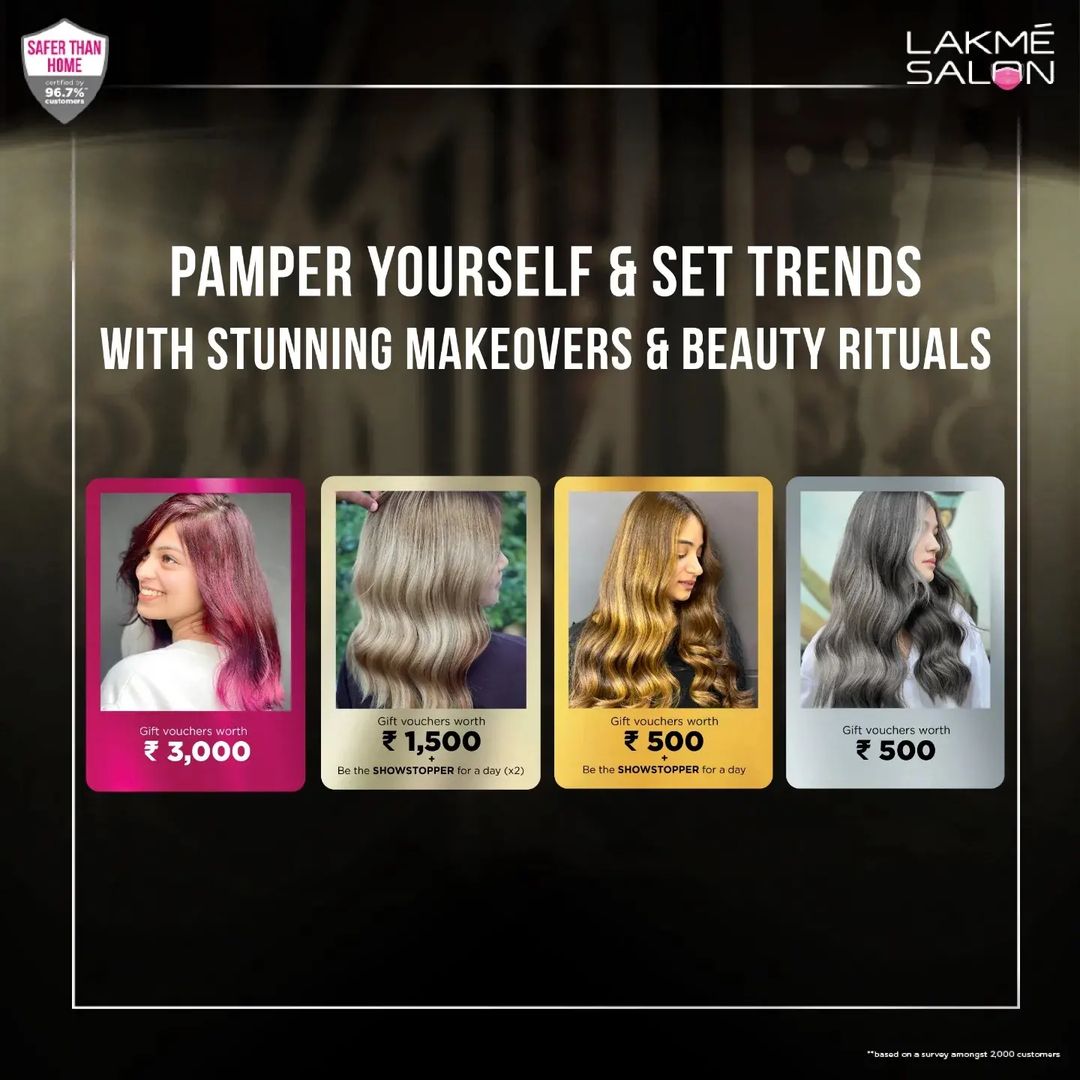 SAFER THAN
HOME
certified by
96.7%**
customers
LAKMÉ
SALON
PAMPER YOURSELF & SET TRENDS
WITH STUNNING MAKEOVERS & BEAUTY RITUALS
Gift vouchers worth
₹ 3,000
Gift vouchers worth
₹ 1,500
+
Be the SHOWSTOPPER for a day (x2)
Gift vouchers worth
₹ 500
+
Be the SHOWSTOPPER for a day
Gift vouchers worth
₹ 500
**based on a survey amongst 2,000 customers